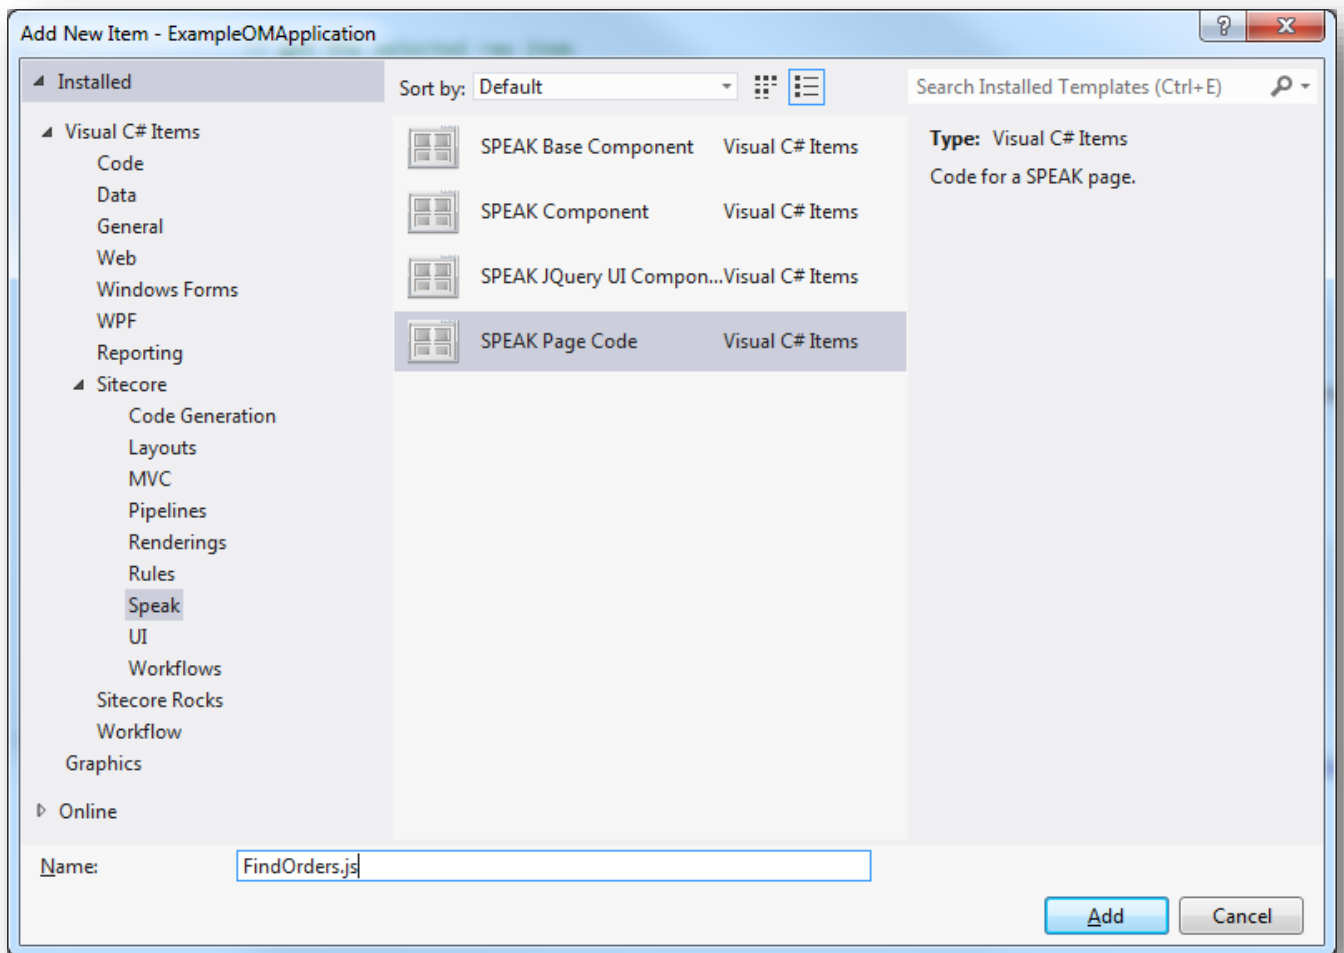 Add New Item - ExampleOMApplication
Installed
Sort by: Default
Search Installed Templates (Ctrl+E)
Visual C# Items
Code
Data
General
Web
Windows Forms
WPF
Reporting
Sitecore
Code Generation
Layouts
MVC
Pipelines
Renderings
Rules
Speak
UI
Workflows
Sitecore Rocks
Workflow
Graphics
Online
SPEAK Base Component Visual C# Items
SPEAK Component Visual C# Items
SPEAK JQuery UI Compon... Visual C# Items
SPEAK Page Code Visual C# Items
Type: Visual C# Items
Code for a SPEAK page.
Name: FindOrders.js
Add Cancel